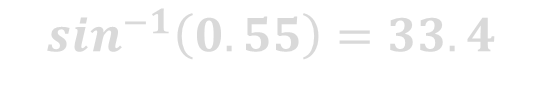 sin⁻¹(0.55) = 33.4